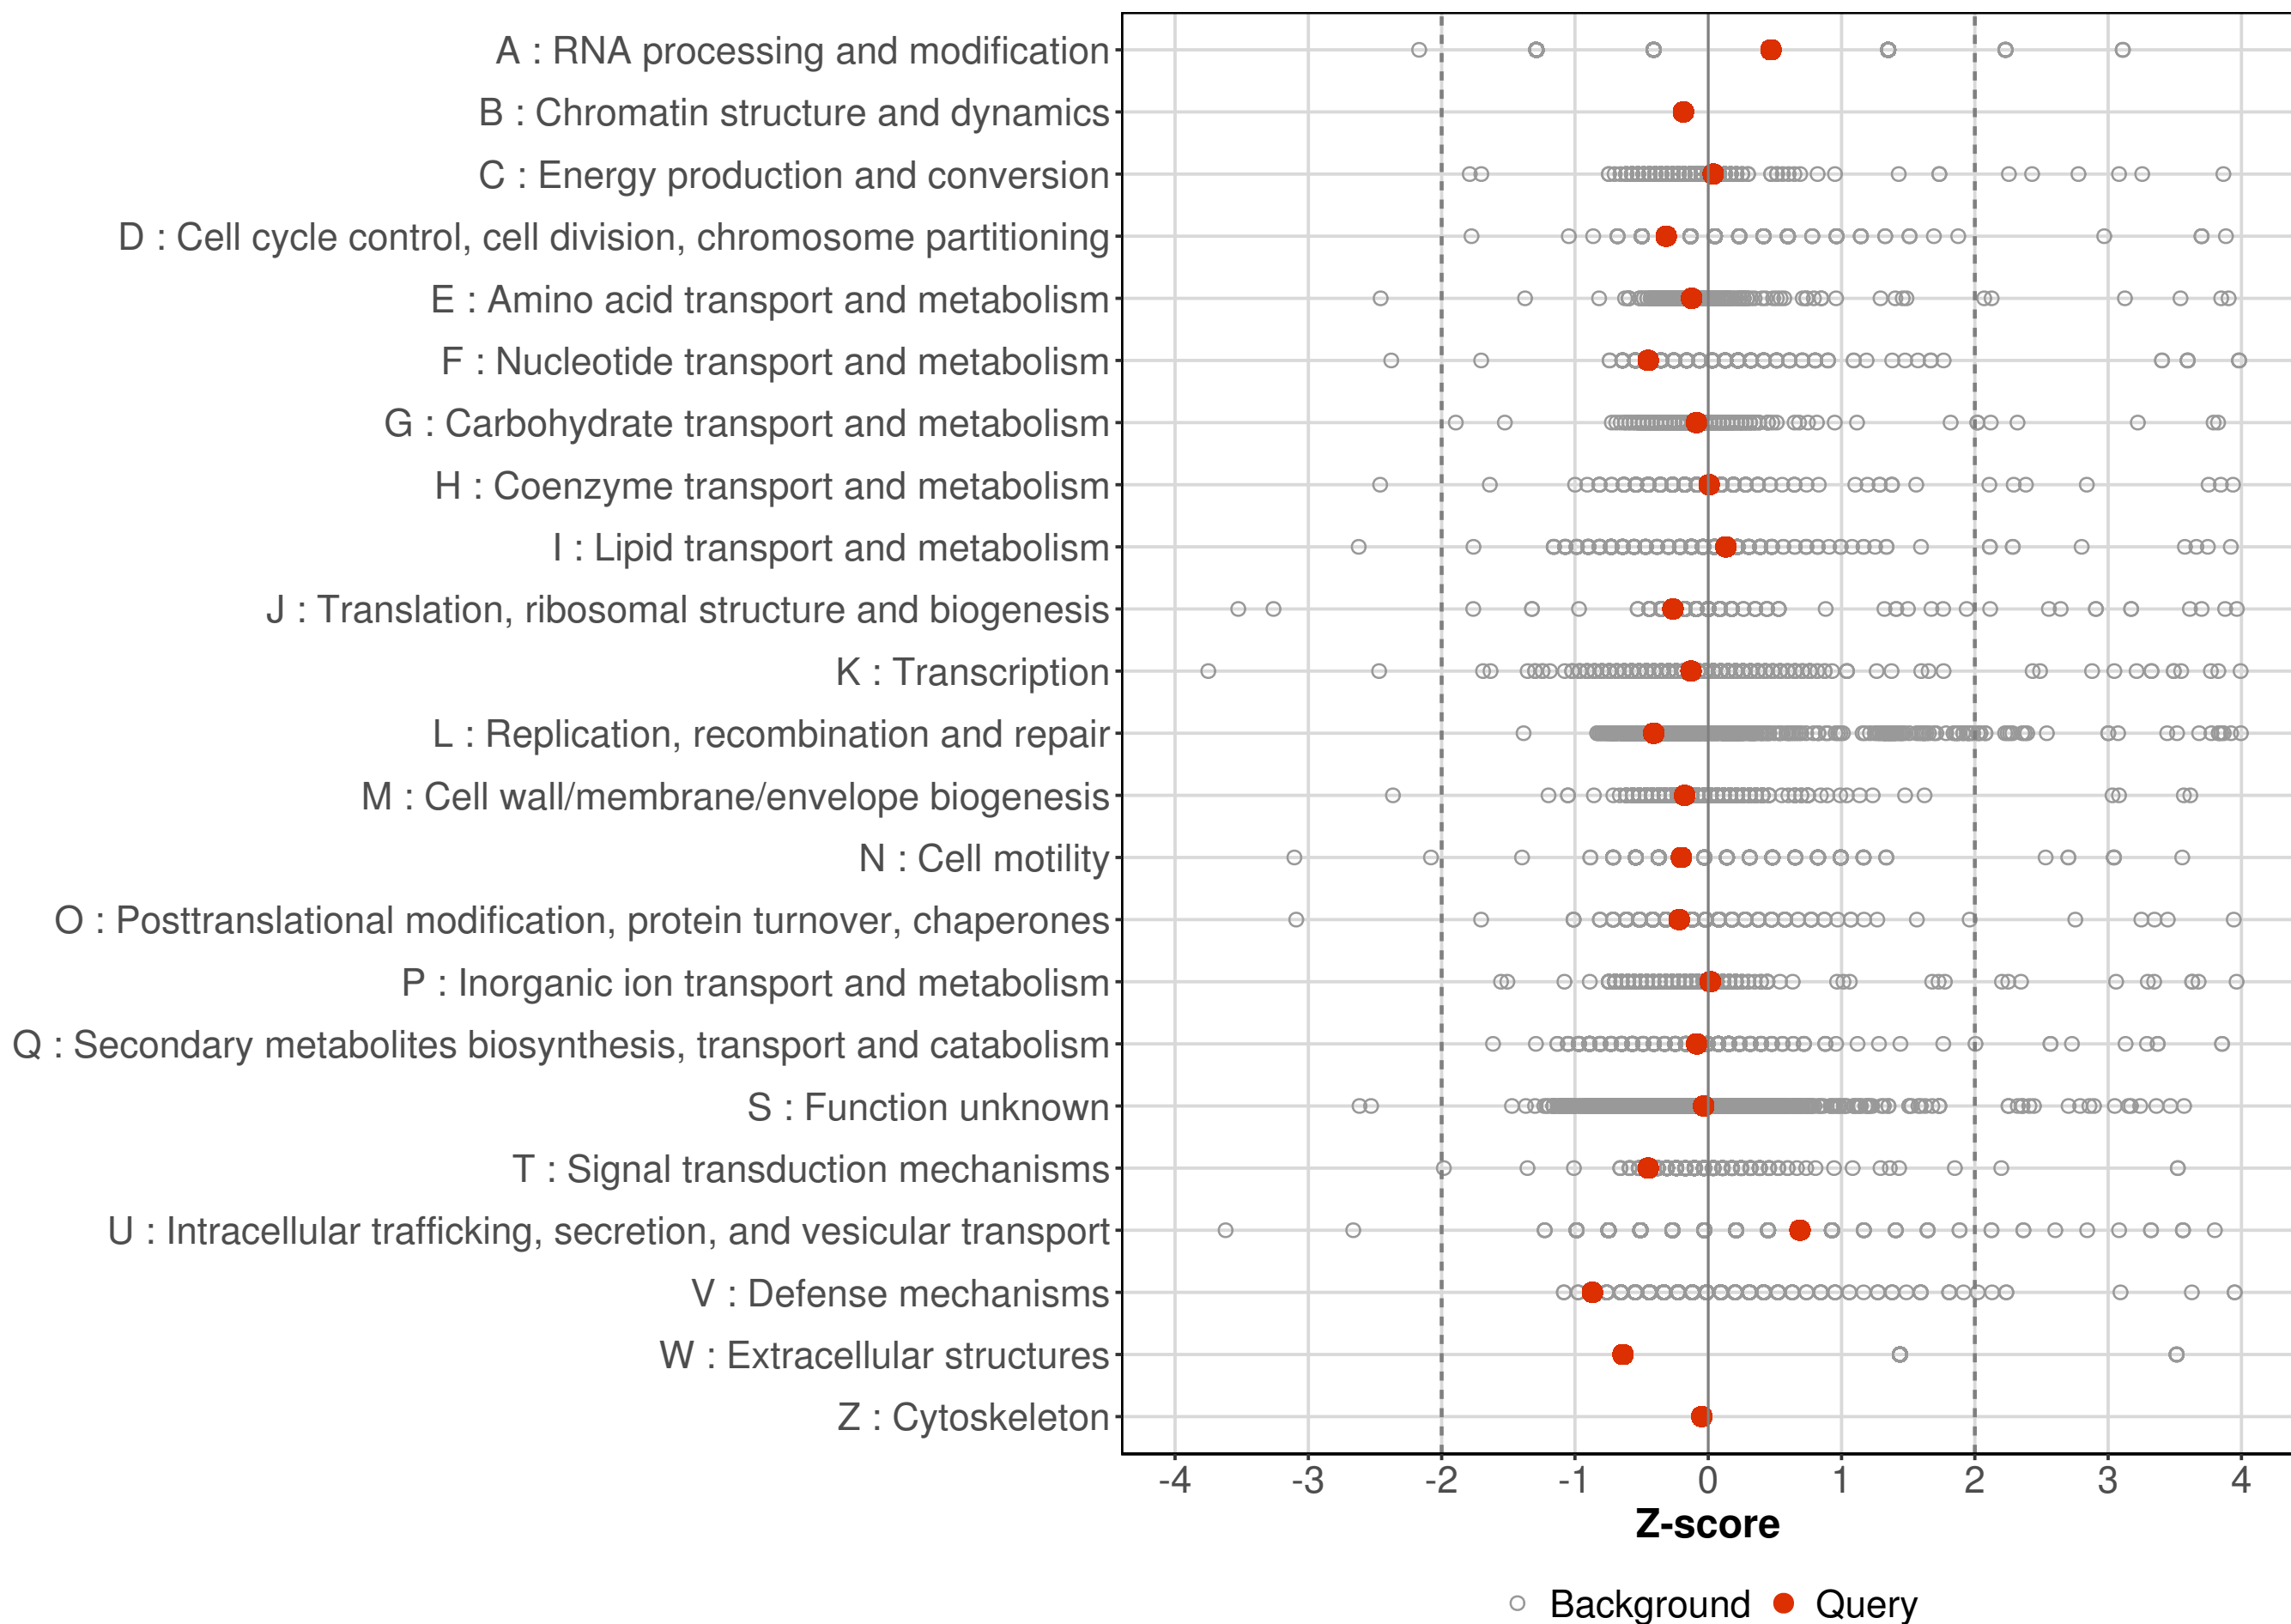 A : RNA processing and modification
B : Chromatin structure and dynamics
C : Energy production and conversion
D : Cell cycle control, cell division, chromosome partitioning
E : Amino acid transport and metabolism
F : Nucleotide transport and metabolism
G : Carbohydrate transport and metabolism
H : Coenzyme transport and metabolism
I : Lipid transport and metabolism
J : Translation, ribosomal structure and biogenesis
K : Transcription
L : Replication, recombination and repair
M : Cell wall/membrane/envelope biogenesis
N : Cell motility
O : Posttranslational modification, protein turnover, chaperones
P : Inorganic ion transport and metabolism
Q : Secondary metabolites biosynthesis, transport and catabolism
S : Function unknown
T : Signal transduction mechanisms
U : Intracellular trafficking, secretion, and vesicular transport
V : Defense mechanisms
W : Extracellular structures
Z : Cytoskeleton
-4 -3 -2 -1 0 1 2 3 4
Z-score
Background Query